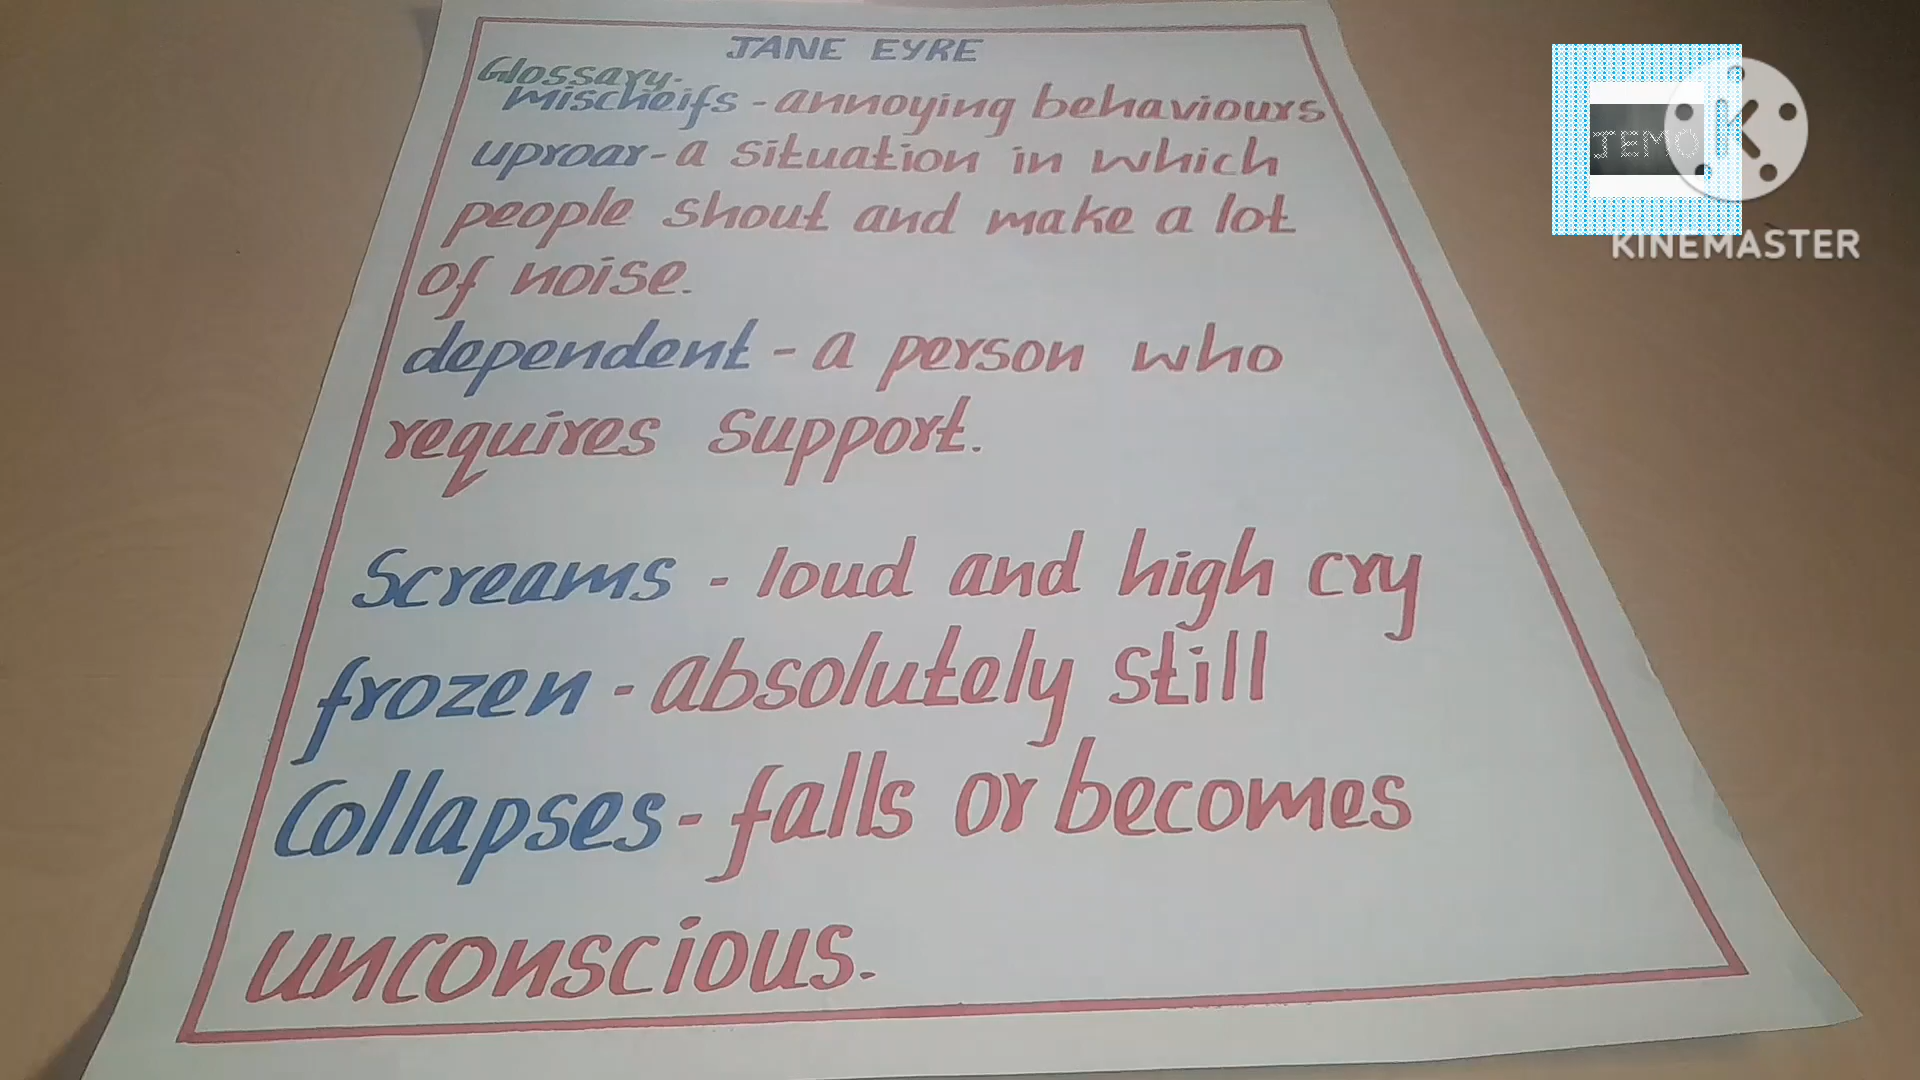 JANE EYRE
Glossary-
mischeifs - annoying behaviours
uproar - a situation in which
people shout and make a lot
of noise.
dependent - a person who
requires support.
Screams - loud and high cry
frozen - absolutely still
Collapses - falls or becomes
unconscious.
JEMO
K
KINEMASTER